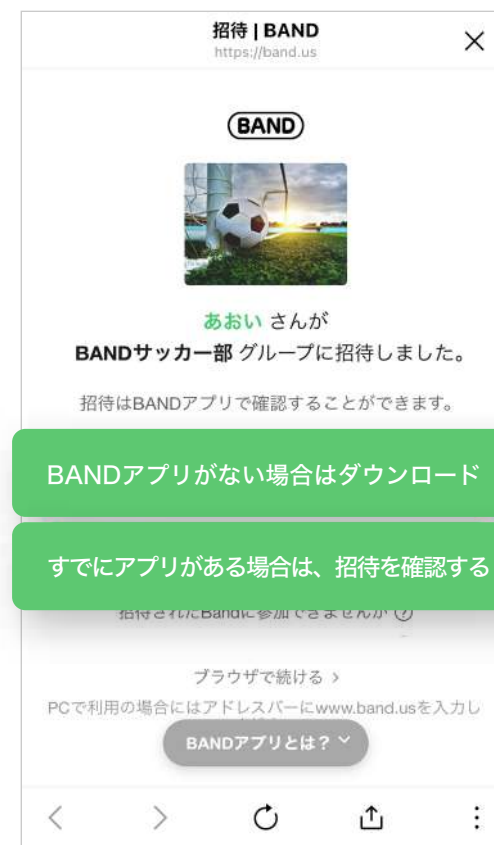 招待 | BAND
https://band.us
BAND
あおい さんが
BANDサッカー部 グループに招待しました。
招待はBANDアプリで確認することができます。
BANDアプリがない場合はダウンロード
すでにアプリがある場合は、招待を確認する
招待されたBandに参加できませんか ?
ブラウザで続ける >
PCで利用の場合にはアドレスバーにwww.band.usを入力し
BANDアプリとは?